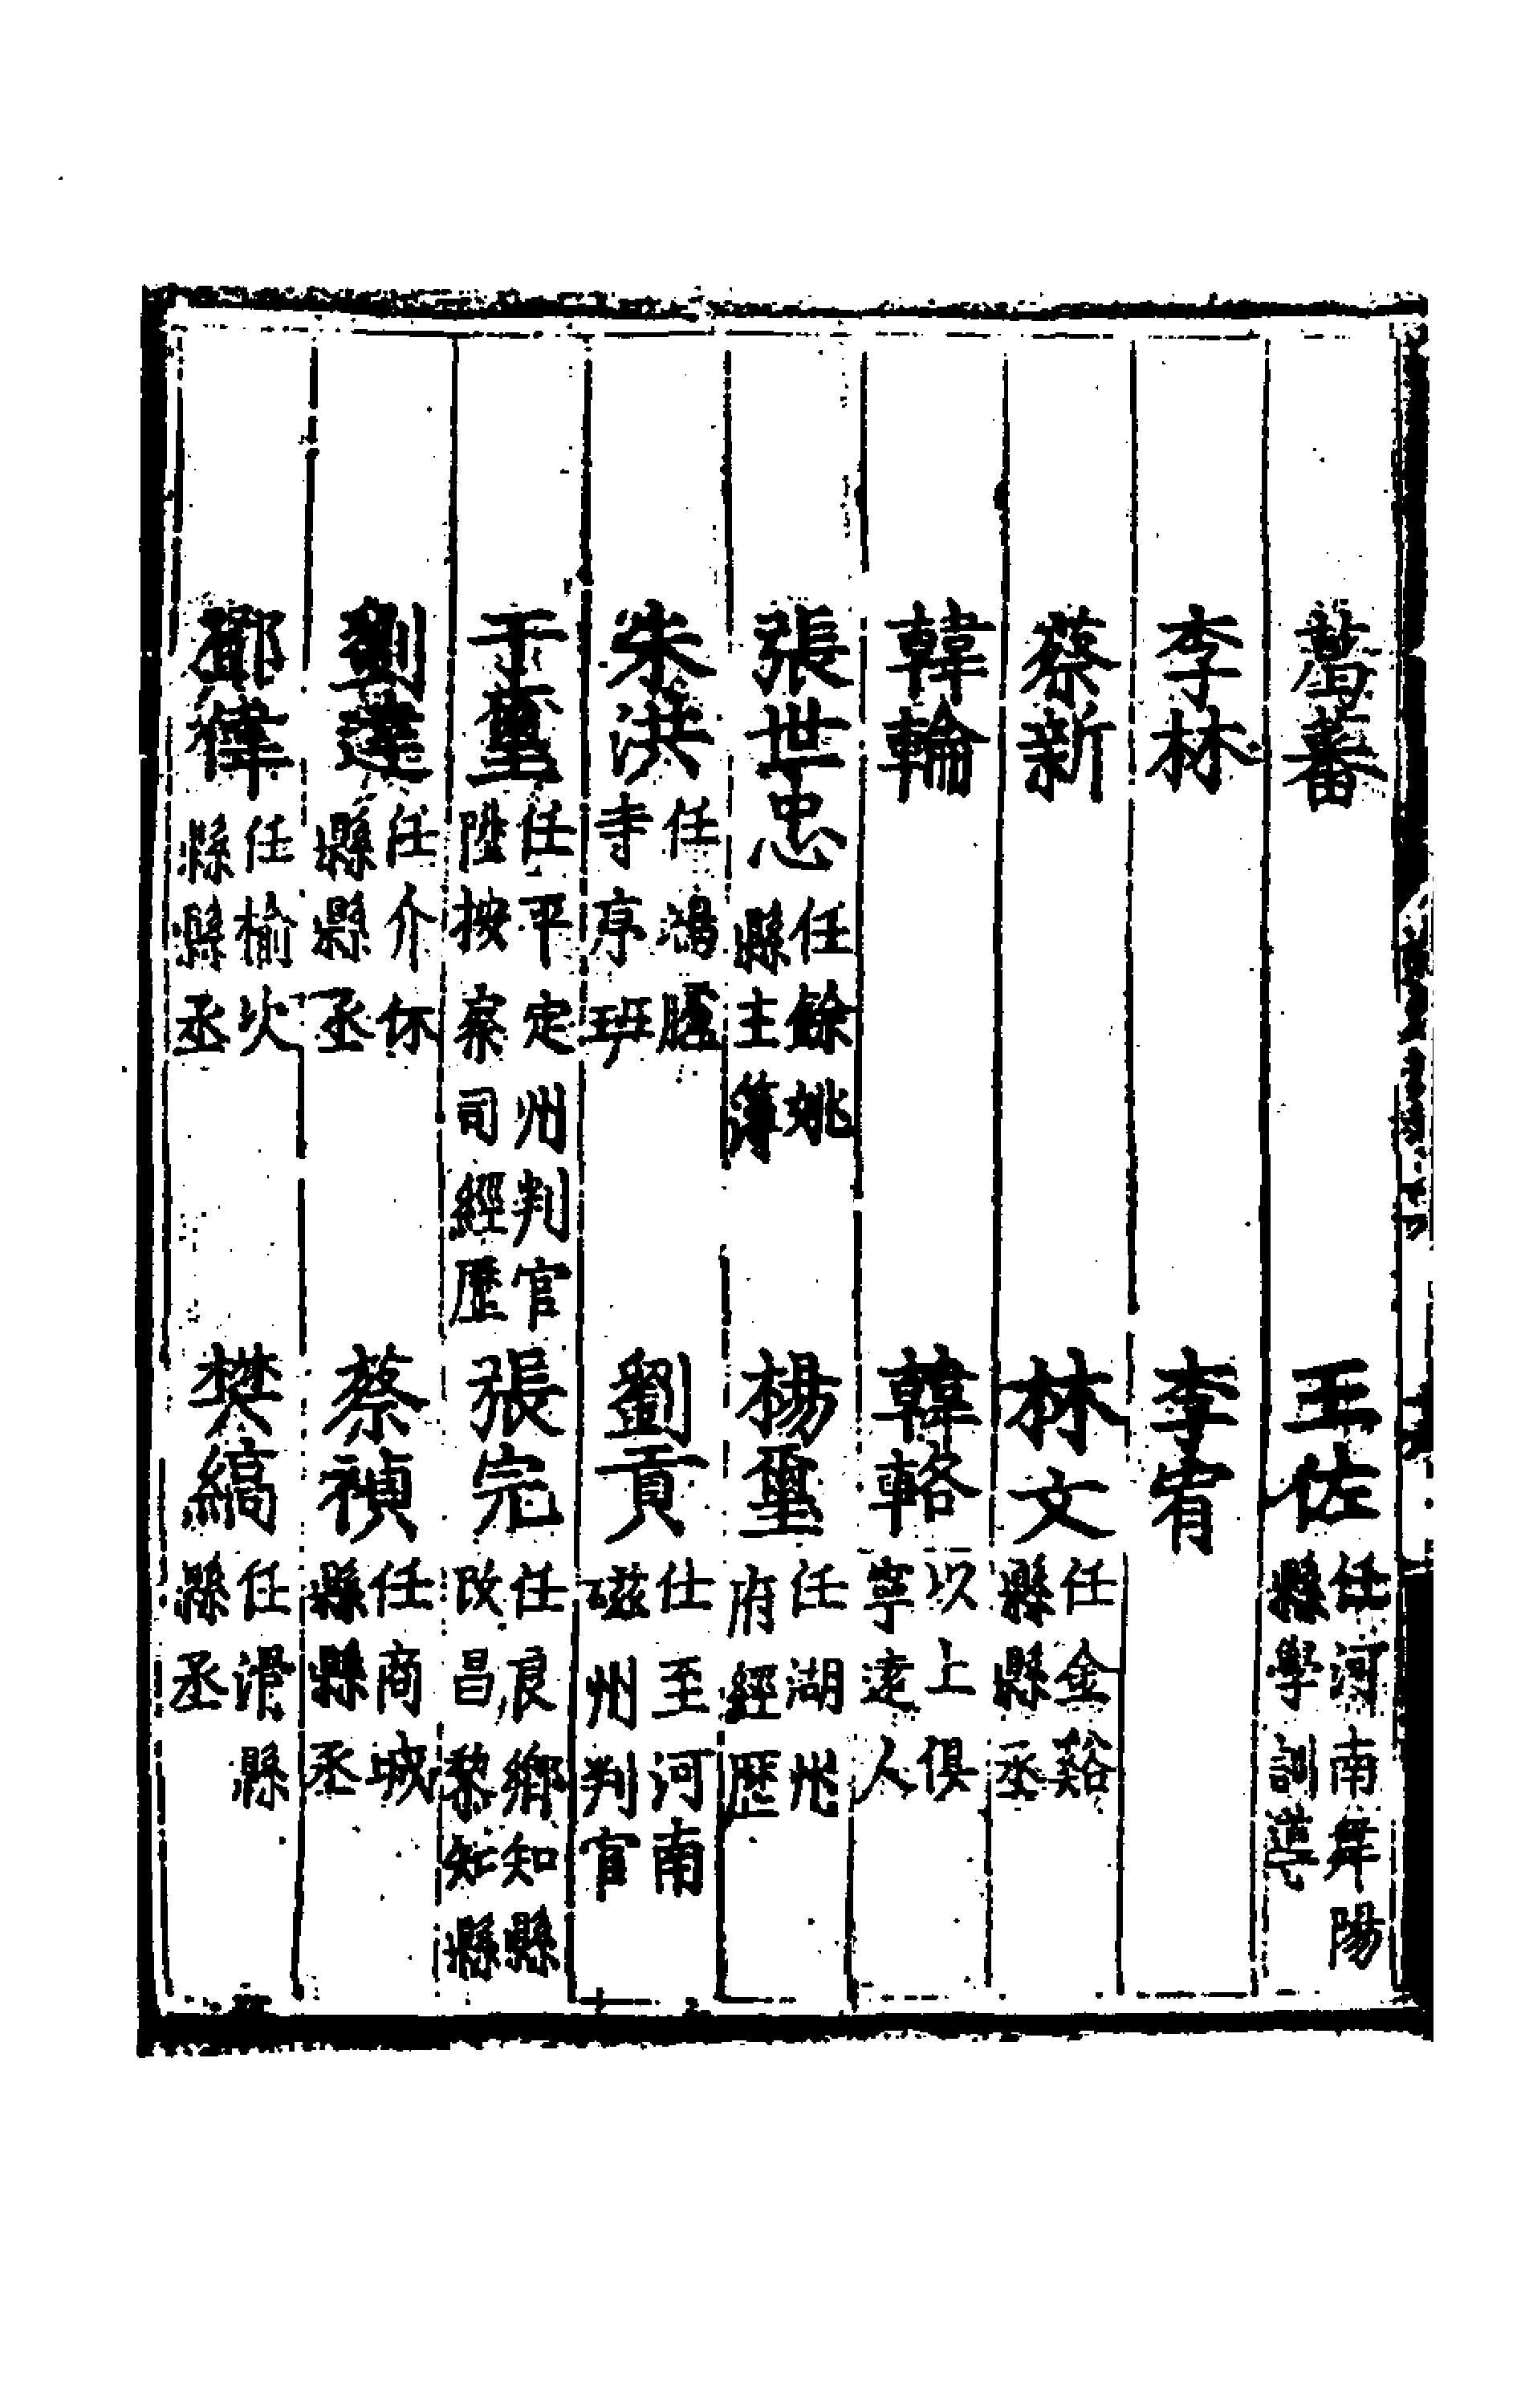 葛蕃 王佐任河南舞陽縣學訓導
李林 李宥
蔡新 林文任金谿縣縣丞
韓輪 韓輅以上俱寧遠人
張世忠任餘姚縣主簿 楊璽任湖州府經歷
朱洪任鴻臚寺序班 劉貢仕至河南磁州判官
于璽任平定州判官陞按察司經歷 張完任良鄉知縣改昌黎知縣
劉達任介休縣縣丞 蔡禎任商城縣縣丞
鄧偉任榆次縣縣丞 樊縞任滑縣縣丞